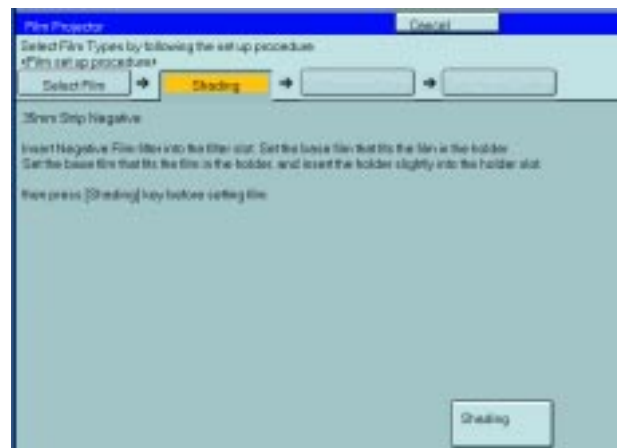 Film Projector
Cancel
Select Film Types by following the set up procedure
<Film set up procedure>
Select Film
Shading
35mm Strip Negative
Insert Negative Film filter into the filter slot. Set the base film that fits the film in the holder.
Set the base film that fits the film in the holder, and insert the holder slightly into the holder slot.
then press [Shading] key before setting film.
Shading